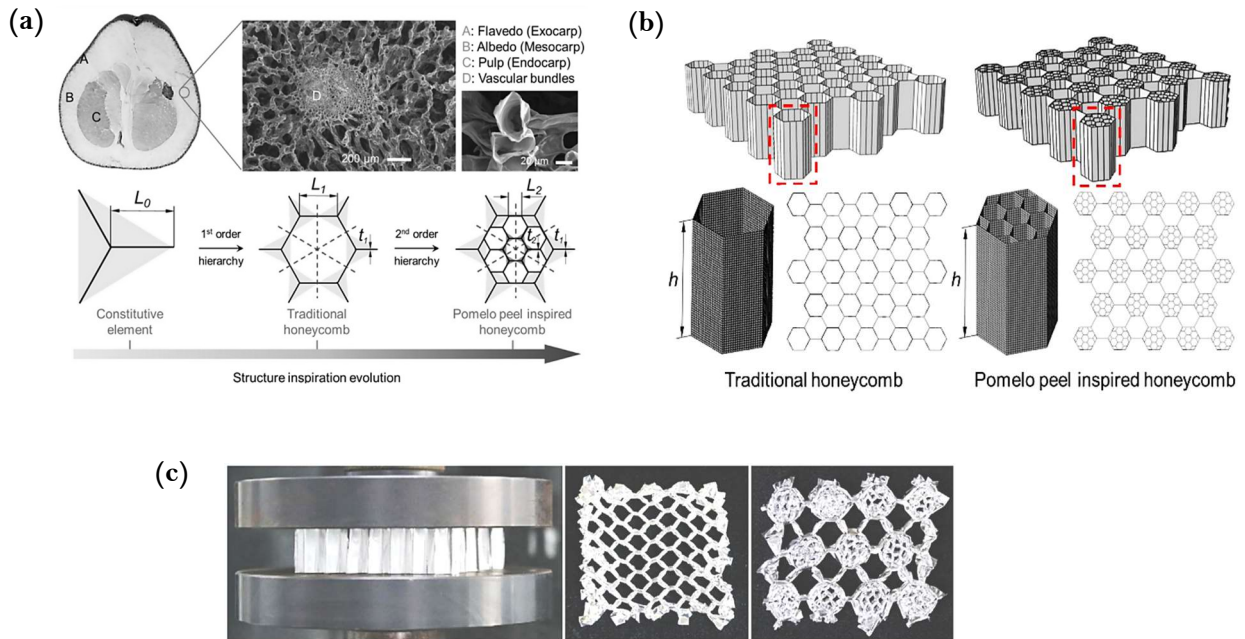 (a)
A
B
C
D
200 μm
A: Flavedo (Exocarp)
B: Albedo (Mesocarp)
C: Pulp (Endocarp)
D: Vascular bundles
20 μm
L₀
1st order
hierarchy
L₁
t₁
2nd order
hierarchy
L₂
t₂
t₁
Constitutive
element
Traditional
honeycomb
Pomelo peel inspired
honeycomb
Structure inspiration evolution
(b)
h
h
Traditional honeycomb
Pomelo peel inspired honeycomb
(c)